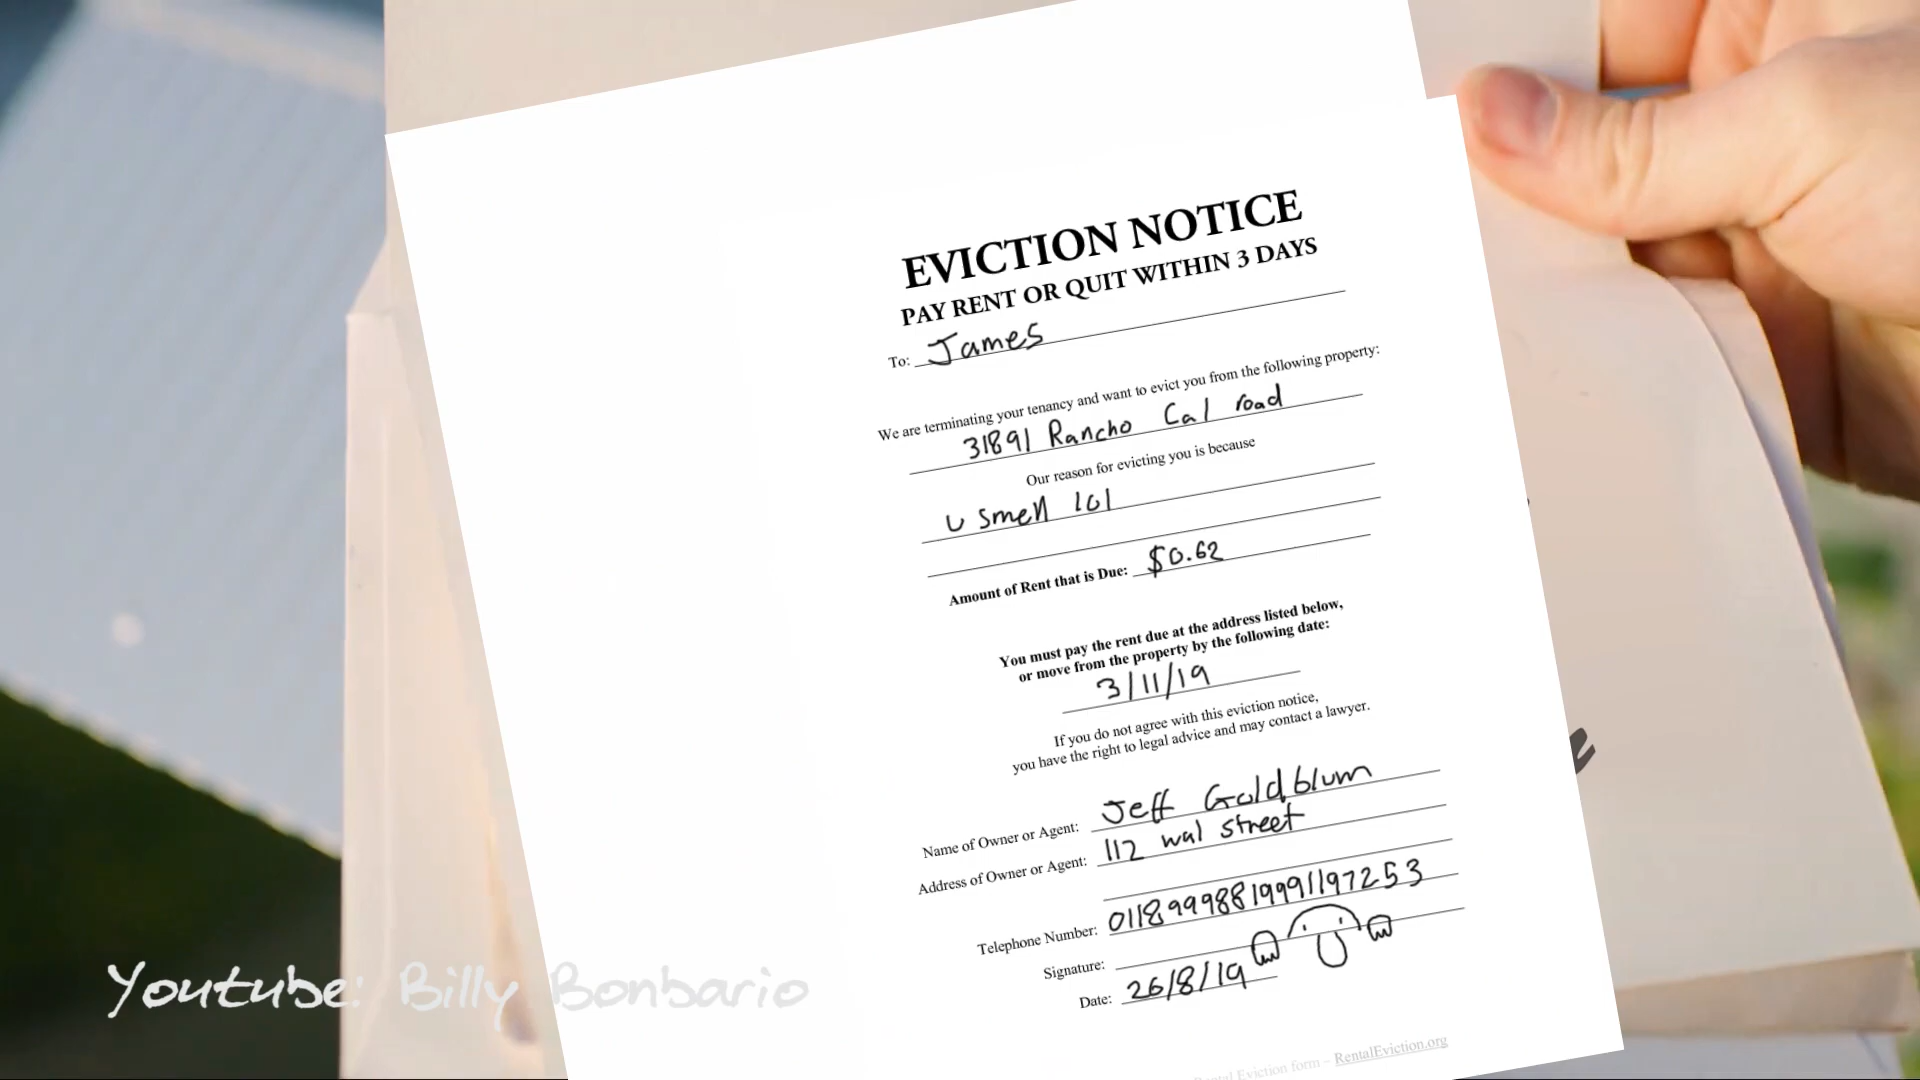 EVICTION NOTICE
PAY RENT OR QUIT WITHIN 3 DAYS
To: James
We are terminating your tenancy and want to evict you from the following property:
31891 Rancho Cal road
Our reason for evicting you is because
U smell lol
Amount of Rent that is Due: $0.62
You must pay the rent due at the address listed below,
or move from the property by the following date:
3/11/19
If you do not agree with this eviction notice,
you have the right to legal advice and may contact a lawyer.
Name of Owner or Agent: Jeff Goldblum
Address of Owner or Agent: 112 wal street
Telephone Number: 01189998819991197253
Signature:
Date: 26/8/19
Eviction form – RentalEviction.org
Youtube: Billy Bonbario